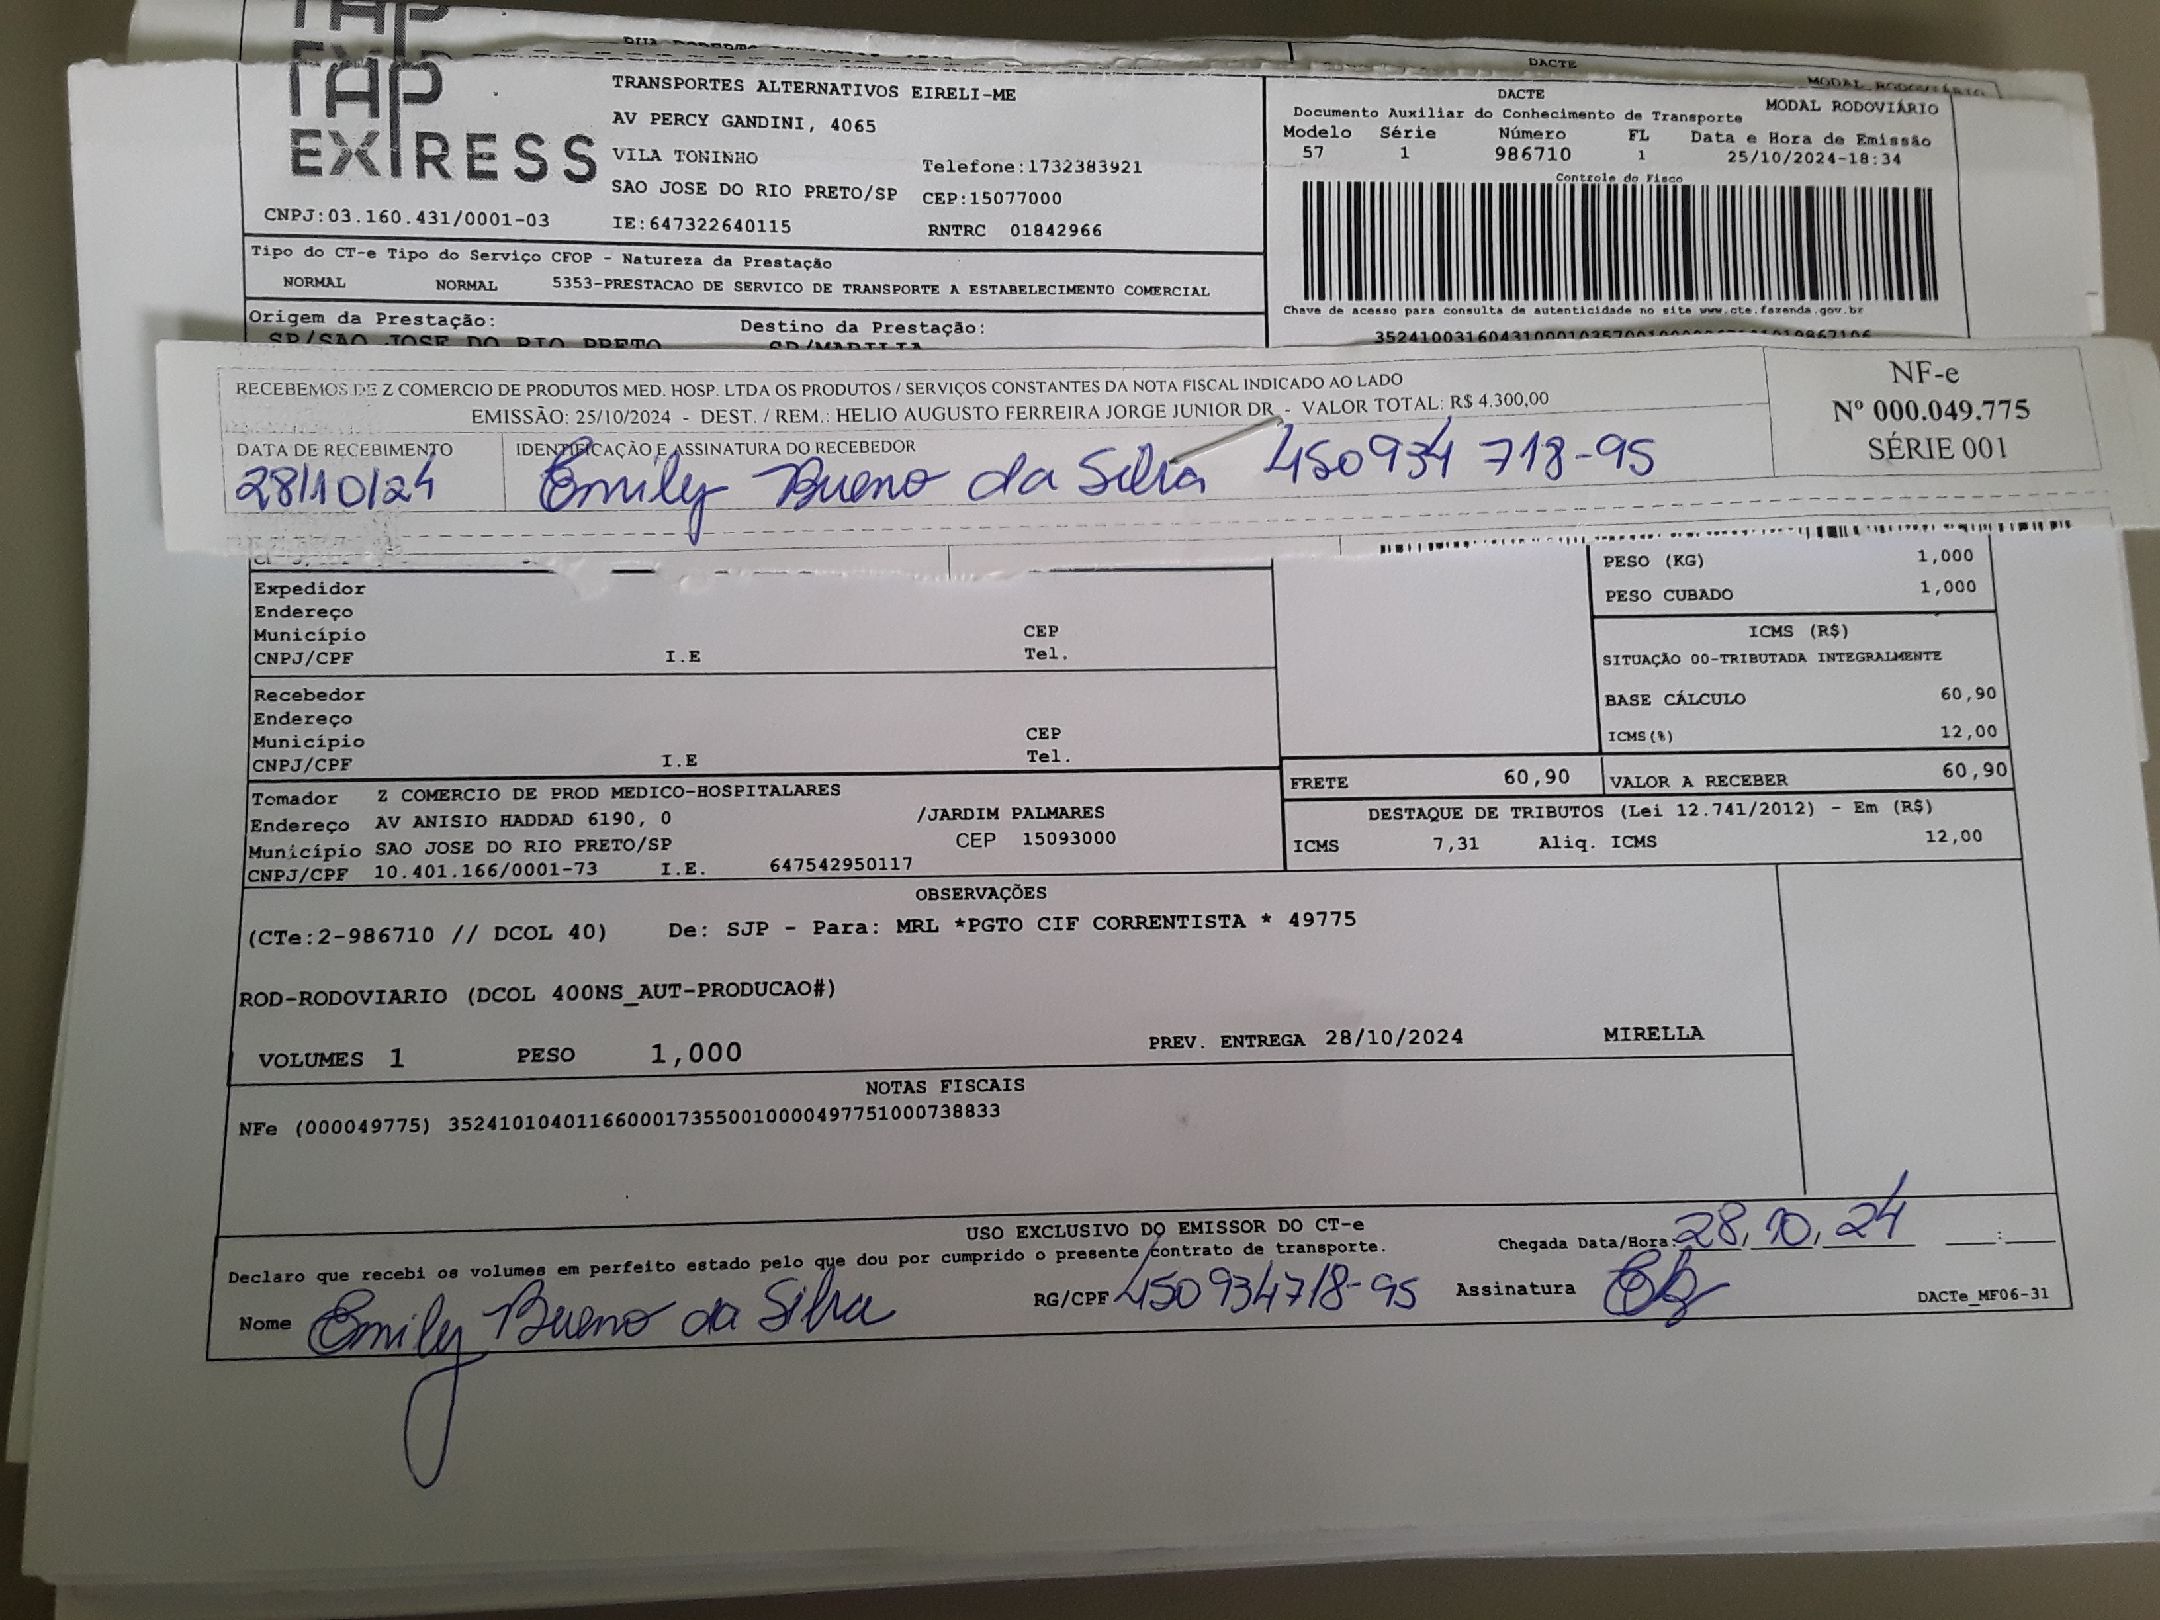 TAP
EXPRESS
TRANSPORTES ALTERNATIVOS EIRELI-ME
AV PERCY GANDINI, 4065
VILA TONINHO
Telefone:1732383921
SAO JOSE DO RIO PRETO/SP CEP:15077000
CNPJ:03.160.431/0001-03 IE:647322640115 RNTRC 01842966
DACTE
MODAL RODOVIÁRIO
DACTE
Documento Auxiliar do Conhecimento de Transporte MODAL RODOVIÁRIO
Modelo Série Número FL Data e Hora de Emissão
57 1 986710 1 25/10/2024-18:34
Controle do Fisco
Chave de acesso para consulta de autenticidade no site www.cte.fazenda.gov.br
Tipo do CT-e Tipo do Serviço CFOP - Natureza da Prestação
NORMAL NORMAL 5353-PRESTACAO DE SERVICO DE TRANSPORTE A ESTABELECIMENTO COMERCIAL
Origem da Prestação: Destino da Prestação:
SP/SAO JOSE DO RIO PRETO SP/MARILIA
RECEBEMOS DE Z COMERCIO DE PRODUTOS MED. HOSP. LTDA OS PRODUTOS / SERVIÇOS CONSTANTES DA NOTA FISCAL INDICADO AO LADO
EMISSÃO: 25/10/2024 - DEST. / REM.: HELIO AUGUSTO FERREIRA JORGE JUNIOR DR - VALOR TOTAL: R$ 4.300,00
DATA DE RECEBIMENTO IDENTIFICAÇÃO E ASSINATURA DO RECEBEDOR
28/10/24 Emily Bueno da Silva 450934718-95
NF-e
Nº 000.049.775
SÉRIE 001
PESO (KG) 1,000
PESO CUBADO 1,000
ICMS (R$)
SITUAÇÃO 00-TRIBUTADA INTEGRALMENTE
BASE CÁLCULO 60,90
ICMS(%) 12,00
Expedidor
Endereço
Município CEP
CNPJ/CPF I.E Tel.
Recebedor
Endereço
Município CEP
CNPJ/CPF I.E Tel.
FRETE 60,90 VALOR A RECEBER 60,90
Tomador Z COMERCIO DE PROD MEDICO-HOSPITALARES
Endereço AV ANISIO HADDAD 6190, 0 /JARDIM PALMARES
Município SAO JOSE DO RIO PRETO/SP CEP 15093000
CNPJ/CPF 10.401.166/0001-73 I.E. 647542950117
DESTAQUE DE TRIBUTOS (Lei 12.741/2012) - Em (R$)
ICMS 7,31 Aliq. ICMS 12,00
OBSERVAÇÕES
(CTe:2-986710 // DCOL 40) De: SJP - Para: MRL *PGTO CIF CORRENTISTA * 49775
ROD-RODOVIARIO (DCOL 400NS_AUT-PRODUCAO#)
VOLUMES 1 PESO 1,000 PREV. ENTREGA 28/10/2024 MIRELLA
NOTAS FISCAIS
NFe (000049775) 35241010401166000173550010000497751000738833
USO EXCLUSIVO DO EMISSOR DO CT-e
Declaro que recebi os volumes em perfeito estado pelo que dou por cumprido o presente contrato de transporte. Chegada Data/Hora: 28, 10, 24 :
Nome Emily Bueno da Silva RG/CPF 450934718-95 Assinatura
DACTe_MF06-31